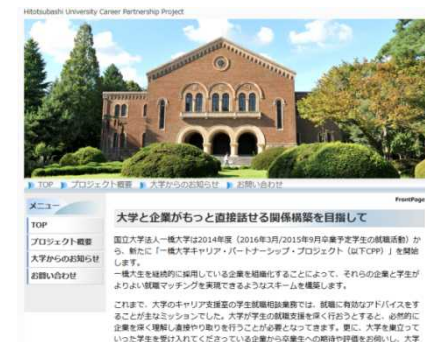 Hitotsubashi University Career Partnership Project
TOP プロジェクト概要 大学からのお知らせ お問い合わせ
FrontPage
メニュー
TOP
プロジェクト概要
大学からのお知らせ
お問い合わせ
大学と企業がもっと直接話せる関係構築を目指して
国立大学法人一橋大学は2014年度(2016年3月/2015年9月卒業予定学生の就職活動)か
ら、新たに「一橋大学キャリア・パートナーシップ・プロジェクト(以下CPP)」を開始
します。
一橋大生を継続的に採用している企業を組織化することによって、それらの企業と学生が
よりよい就職マッチングを実現できるようなスキームを構築します。
これまで、大学のキャリア支援室の学生就職相談業務では、就職に有効なアドバイスをす
ることが主なミッションでした。大学が学生の就職支援を深く行おうとすると、必然的に
企業を深く理解し直接やり取りを行うことが必要となってきます。更に、大学を巣立って
いった学生を受け入れてくださっている企業から卒業生への期待や評価をお伺いし、大学